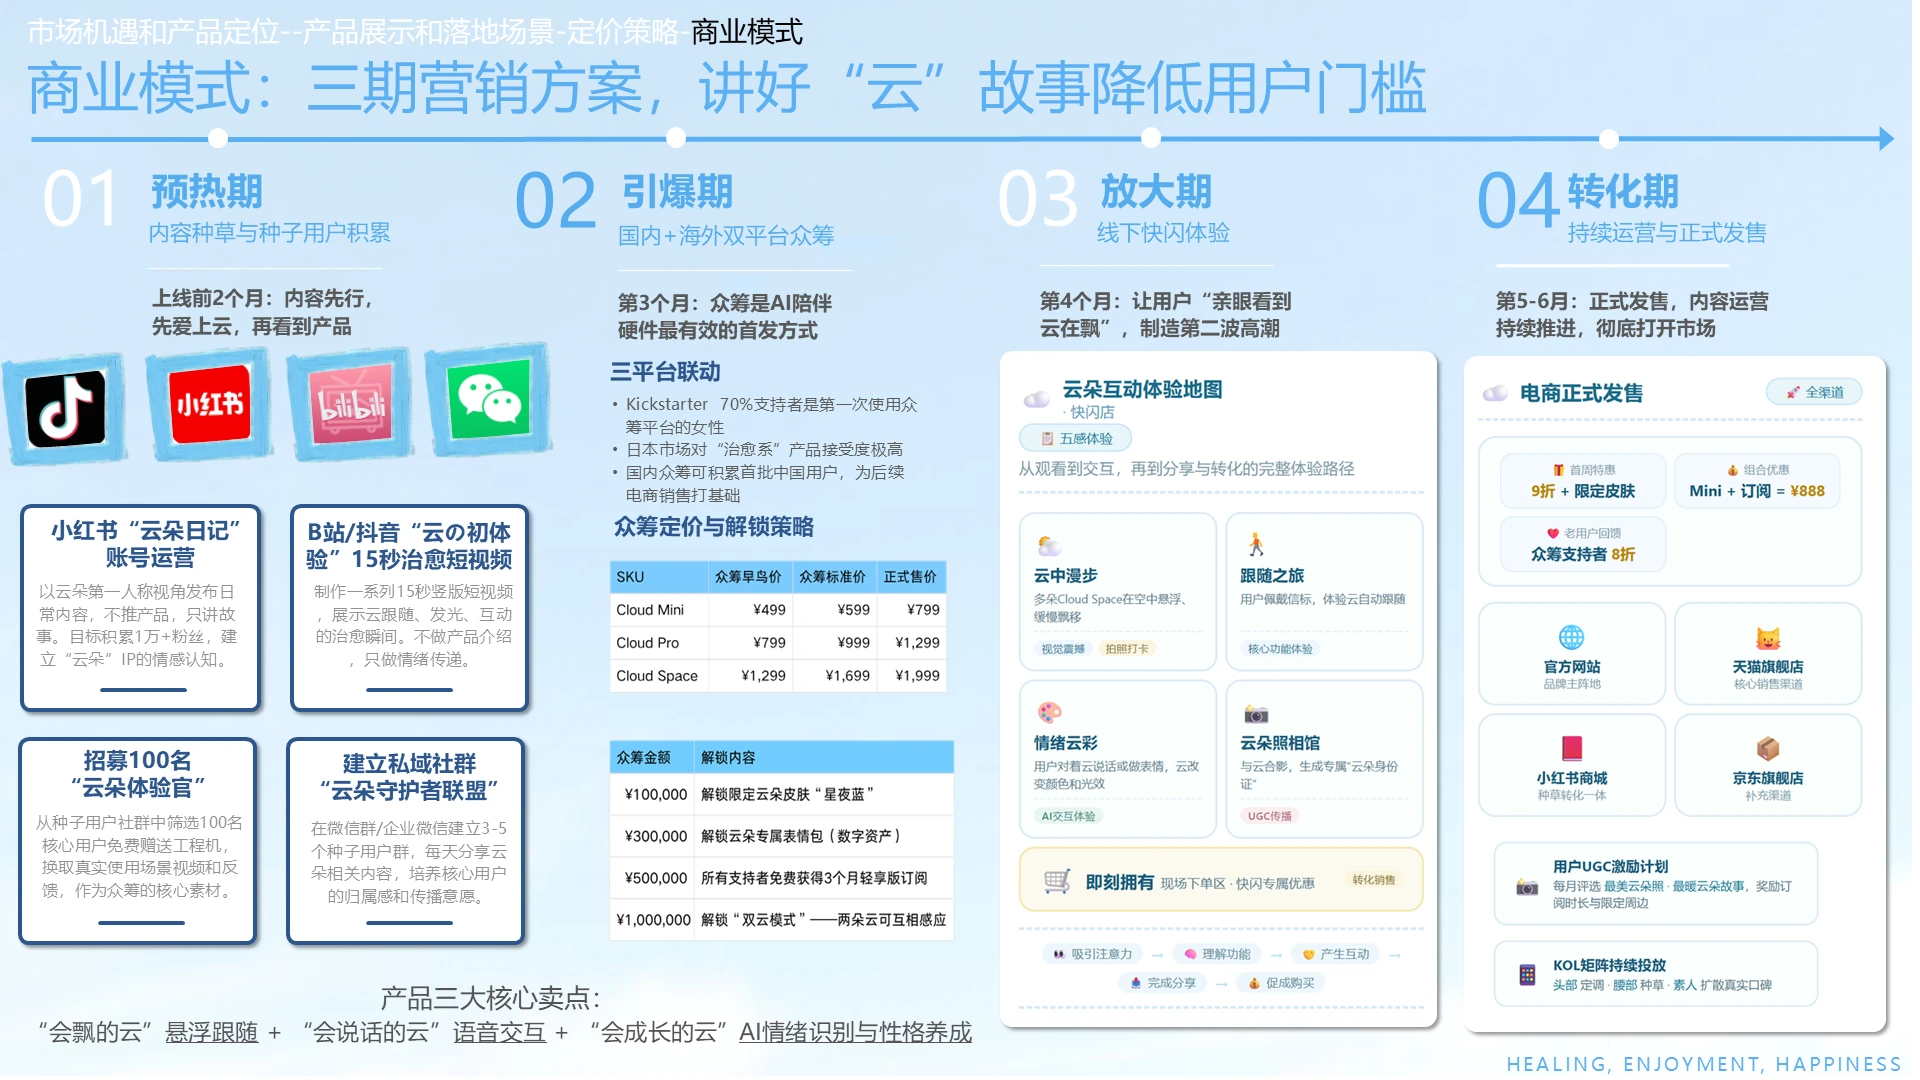 市场机遇和产品定位--产品展示和落地场景-定价策略-商业模式
商业模式：三期营销方案，讲好“云”故事降低用户门槛
01
预热期
内容种草与种子用户积累
上线前2个月：内容先行，
先爱上云，再看到产品
小红书
bilibili
小红书“云朵日记”
账号运营
以云朵第一人称视角发布日
常内容，不推产品，只讲故
事。目标积累1万+粉丝，建
立“云朵”IP的情感认知。
B站/抖音“云の初体
验”15秒治愈短视频
制作一系列15秒竖版短视频
，展示云跟随、发光、互动
的治愈瞬间。不做产品介绍
，只做情绪传递。
招募100名
“云朵体验官”
从种子用户社群中筛选100名
核心用户免费赠送工程机，
换取真实使用场景视频和反
馈，作为众筹的核心素材。
建立私域社群
“云朵守护者联盟”
在微信群/企业微信建立3-5
个种子用户群，每天分享云
朵相关内容，培养核心用户
的归属感和传播意愿。
02
引爆期
国内+海外双平台众筹
第3个月：众筹是AI陪伴
硬件最有效的首发方式
三平台联动
• Kickstarter 70%支持者是第一次使用众
筹平台的女性
• 日本市场对“治愈系”产品接受度极高
• 国内众筹可积累首批中国用户，为后续
电商销售打基础
众筹定价与解锁策略
SKU 众筹早鸟价 众筹标准价 正式售价
Cloud Mini ¥499 ¥599 ¥799
Cloud Pro ¥799 ¥999 ¥1,299
Cloud Space ¥1,299 ¥1,699 ¥1,999
众筹金额 解锁内容
¥100,000 解锁限定云朵皮肤“星夜蓝”
¥300,000 解锁云朵专属表情包（数字资产）
¥500,000 所有支持者免费获得3个月轻享版订阅
¥1,000,000 解锁“双云模式”——两朵云可互相感应
03
放大期
线下快闪体验
第4个月：让用户“亲眼看到
云在飘”，制造第二波高潮
云朵互动体验地图
· 快闪店
五感体验
从观看到交互，再到分享与转化的完整体验路径
云中漫步
多朵Cloud Space在空中悬浮、
缓慢飘移
视觉震撼 拍照打卡
跟随之旅
用户佩戴信标，体验云自动跟随
核心功能体验
情绪云彩
用户对着云说话或做表情，云改
变颜色和光效
AI交互体验
云朵照相馆
与云合影，生成专属“云朵身份
证”
UGC传播
即刻拥有 现场下单区 · 快闪专属优惠 转化销售
吸引注意力 → 理解功能 → 产生互动 →
完成分享 → 促成购买
04
转化期
持续运营与正式发售
第5-6月：正式发售，内容运营
持续推进，彻底打开市场
电商正式发售 全渠道
首周特惠
9折 + 限定皮肤
组合优惠
Mini + 订阅 = ¥888
老用户回馈
众筹支持者 8折
官方网站
品牌主阵地
天猫旗舰店
核心销售渠道
小红书商城
种草转化一体
京东旗舰店
补充渠道
用户UGC激励计划
每月评选 最美云朵照 · 最暖云朵故事，奖励订
阅时长与限定周边
KOL矩阵持续投放
头部 定调 · 腰部 种草 · 素人 扩散真实口碑
产品三大核心卖点：
“会飘的云”悬浮跟随 + “会说话的云”语音交互 + “会成长的云”AI情绪识别与性格养成
HEALING, ENJOYMENT, HAPPINESS